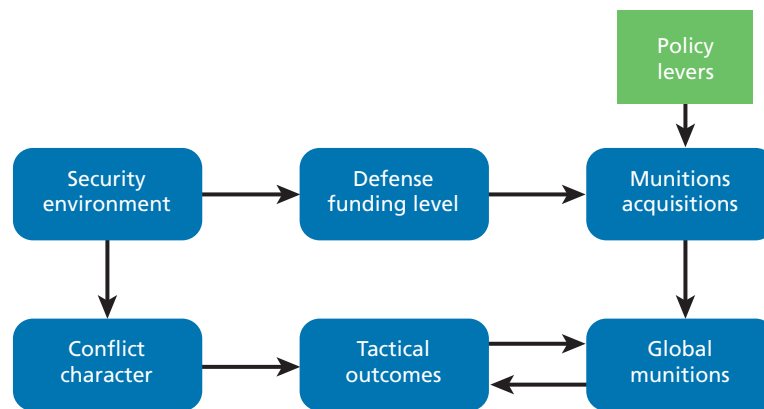 Policy
levers
Security
environment
Defense
funding level
Munitions
acquisitions
Conflict
character
Tactical
outcomes
Global
munitions